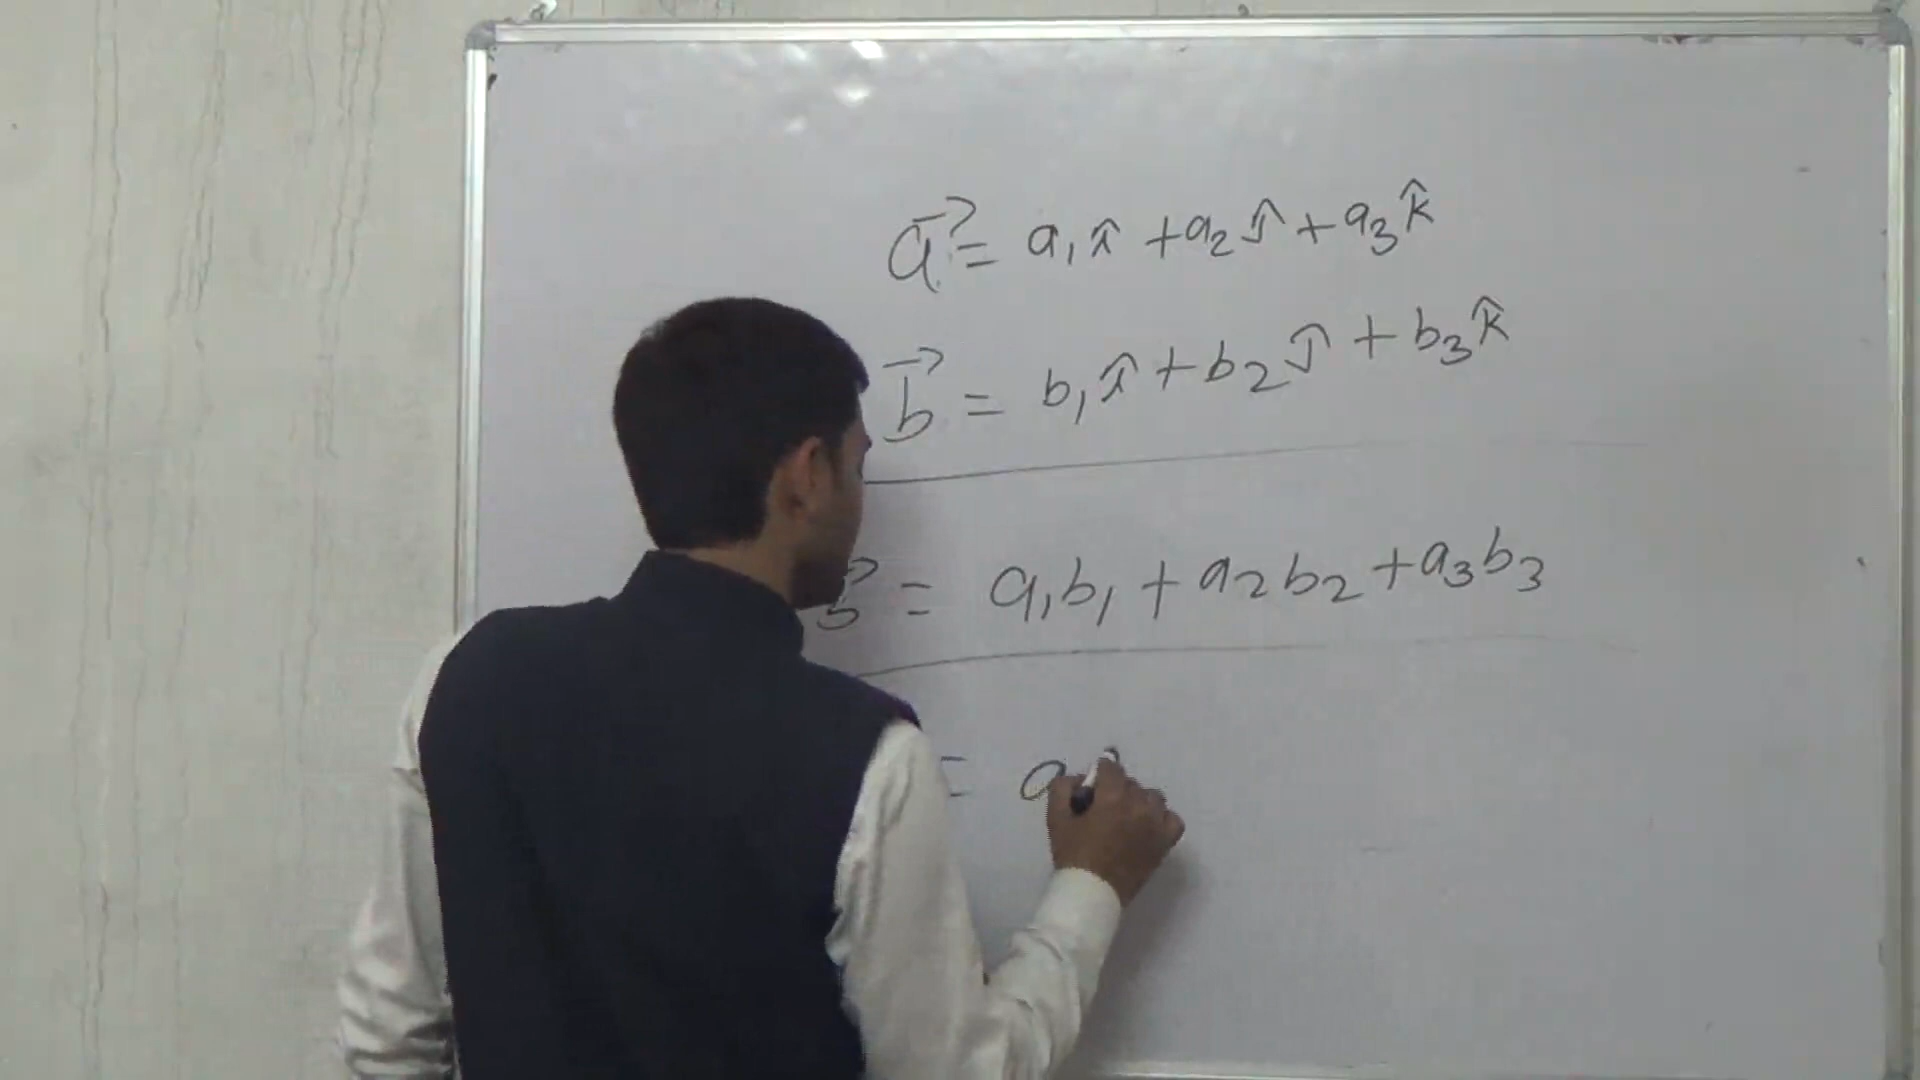 a⃗ = a₁î + a₂ĵ + a₃k̂
b⃗ = b₁î + b₂ĵ + b₃k̂
b⃗ = a₁b₁ + a₂b₂ + a₃b₃
= a